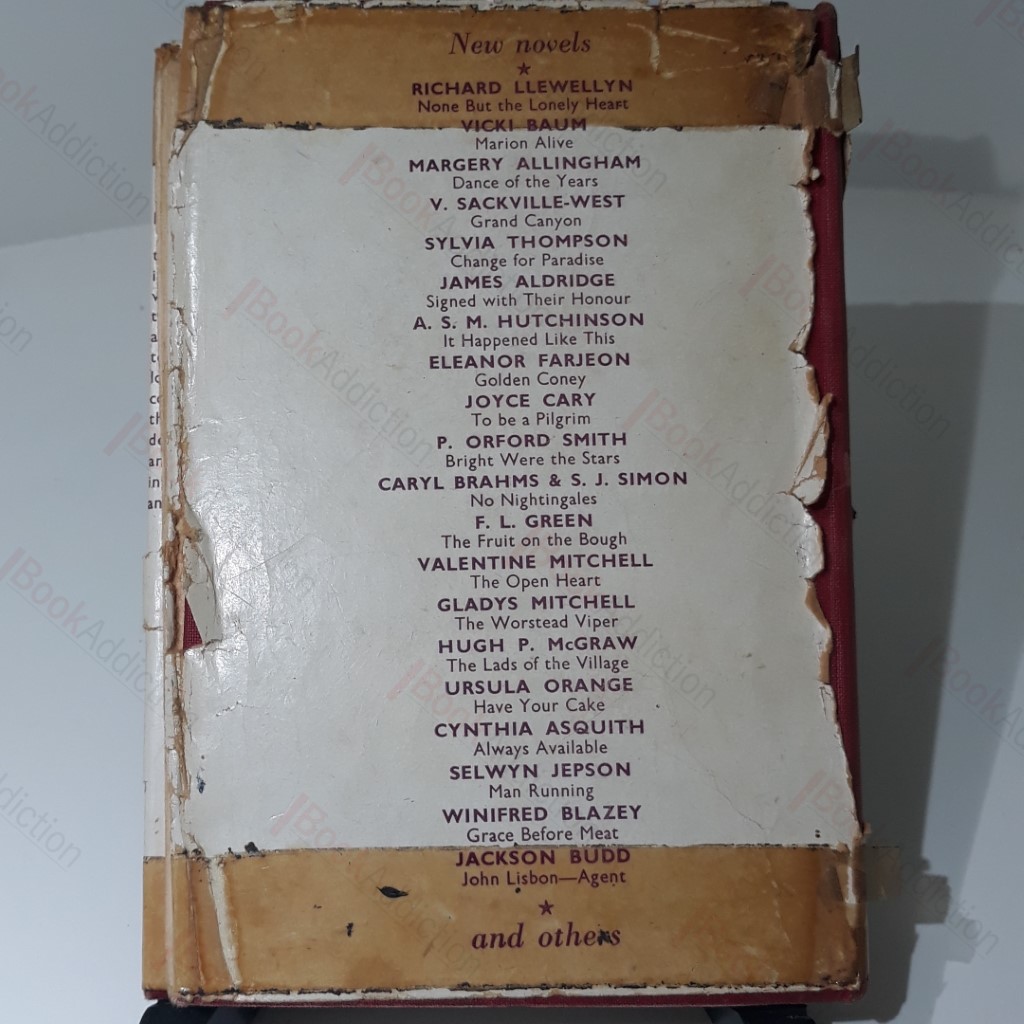 New novels
★
RICHARD LLEWELLYN
None But the Lonely Heart
VICKI BAUM
Marion Alive
MARGERY ALLINGHAM
Dance of the Years
V. SACKVILLE-WEST
Grand Canyon
SYLVIA THOMPSON
Change for Paradise
JAMES ALDRIDGE
Signed with Their Honour
A. S. M. HUTCHINSON
It Happened Like This
ELEANOR FARJEON
Golden Coney
JOYCE CARY
To be a Pilgrim
P. ORFORD SMITH
Bright Were the Stars
CARYL BRAHMS & S. J. SIMON
No Nightingales
F. L. GREEN
The Fruit on the Bough
VALENTINE MITCHELL
The Open Heart
GLADYS MITCHELL
The Worstead Viper
HUGH P. McGRAW
The Lads of the Village
URSULA ORANGE
Have Your Cake
CYNTHIA ASQUITH
Always Available
SELWYN JEPSON
Man Running
WINIFRED BLAZEY
Grace Before Meat
JACKSON BUDD
John Lisbon—Agent
★
and others
BookAddiction